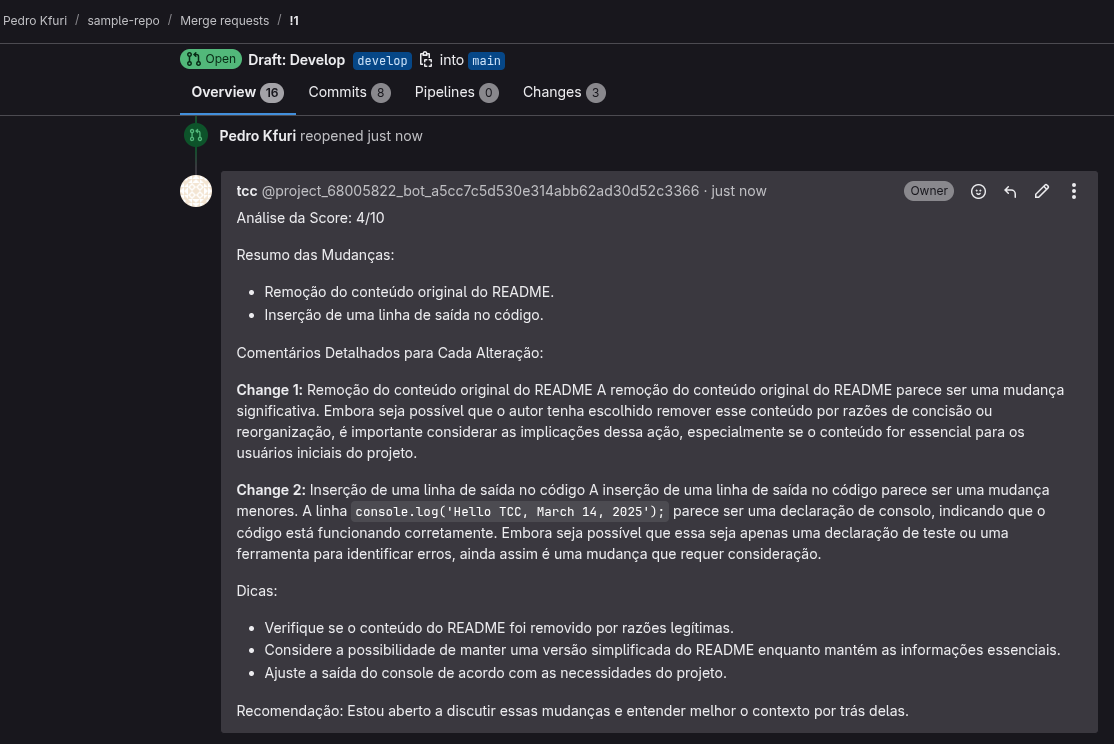 Pedro Kfuri / sample-repo / Merge requests / !1
Open Draft: Develop develop into main
Overview 16 Commits 8 Pipelines 0 Changes 3
Pedro Kfuri reopened just now
tcc @project_68005822_bot_a5cc7c5d530e314abb62ad30d52c3366 · just now Owner
Análise da Score: 4/10
Resumo das Mudanças:
• Remoção do conteúdo original do README.
• Inserção de uma linha de saída no código.
Comentários Detalhados para Cada Alteração:
Change 1: Remoção do conteúdo original do README A remoção do conteúdo original do README parece ser uma mudança
significativa. Embora seja possível que o autor tenha escolhido remover esse conteúdo por razões de concisão ou
reorganização, é importante considerar as implicações dessa ação, especialmente se o conteúdo for essencial para os
usuários iniciais do projeto.
Change 2: Inserção de uma linha de saída no código A inserção de uma linha de saída no código parece ser uma mudança
menores. A linha console.log('Hello TCC, March 14, 2025'); parece ser uma declaração de consolo, indicando que o
código está funcionando corretamente. Embora seja possível que essa seja apenas uma declaração de teste ou uma
ferramenta para identificar erros, ainda assim é uma mudança que requer consideração.
Dicas:
• Verifique se o conteúdo do README foi removido por razões legítimas.
• Considere a possibilidade de manter uma versão simplificada do README enquanto mantém as informações essenciais.
• Ajuste a saída do console de acordo com as necessidades do projeto.
Recomendação: Estou aberto a discutir essas mudanças e entender melhor o contexto por trás delas.